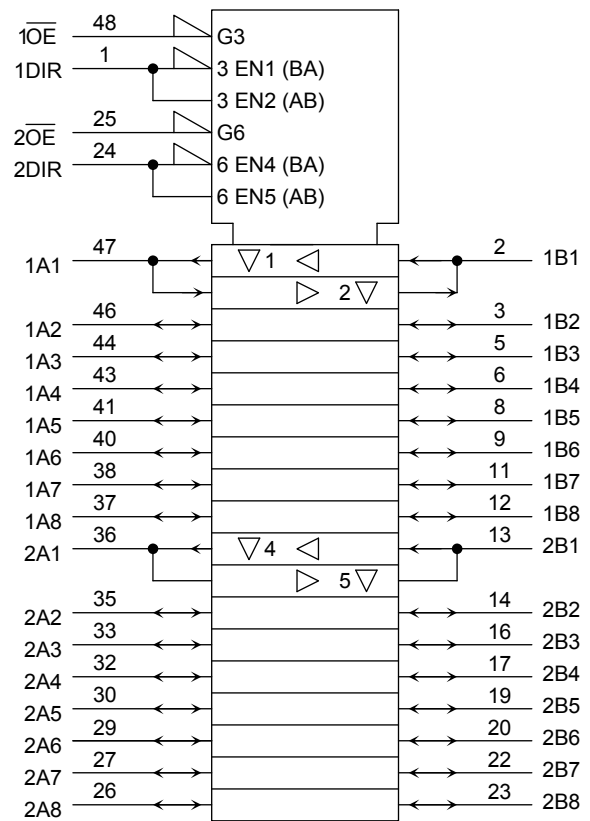 1O̅E̅ 48 G3
1DIR 1 3 EN1 (BA)
3 EN2 (AB)
2O̅E̅ 25 G6
2DIR 24 6 EN4 (BA)
6 EN5 (AB)
1A1 47 ▽ 1 ◁ 2 1B1
▷ 2 ▽
1A2 46 3 1B2
1A3 44 5 1B3
1A4 43 6 1B4
1A5 41 8 1B5
1A6 40 9 1B6
1A7 38 11 1B7
1A8 37 12 1B8
2A1 36 ▽ 4 ◁ 13 2B1
▷ 5 ▽
2A2 35 14 2B2
2A3 33 16 2B3
2A4 32 17 2B4
2A5 30 19 2B5
2A6 29 20 2B6
2A7 27 22 2B7
2A8 26 23 2B8